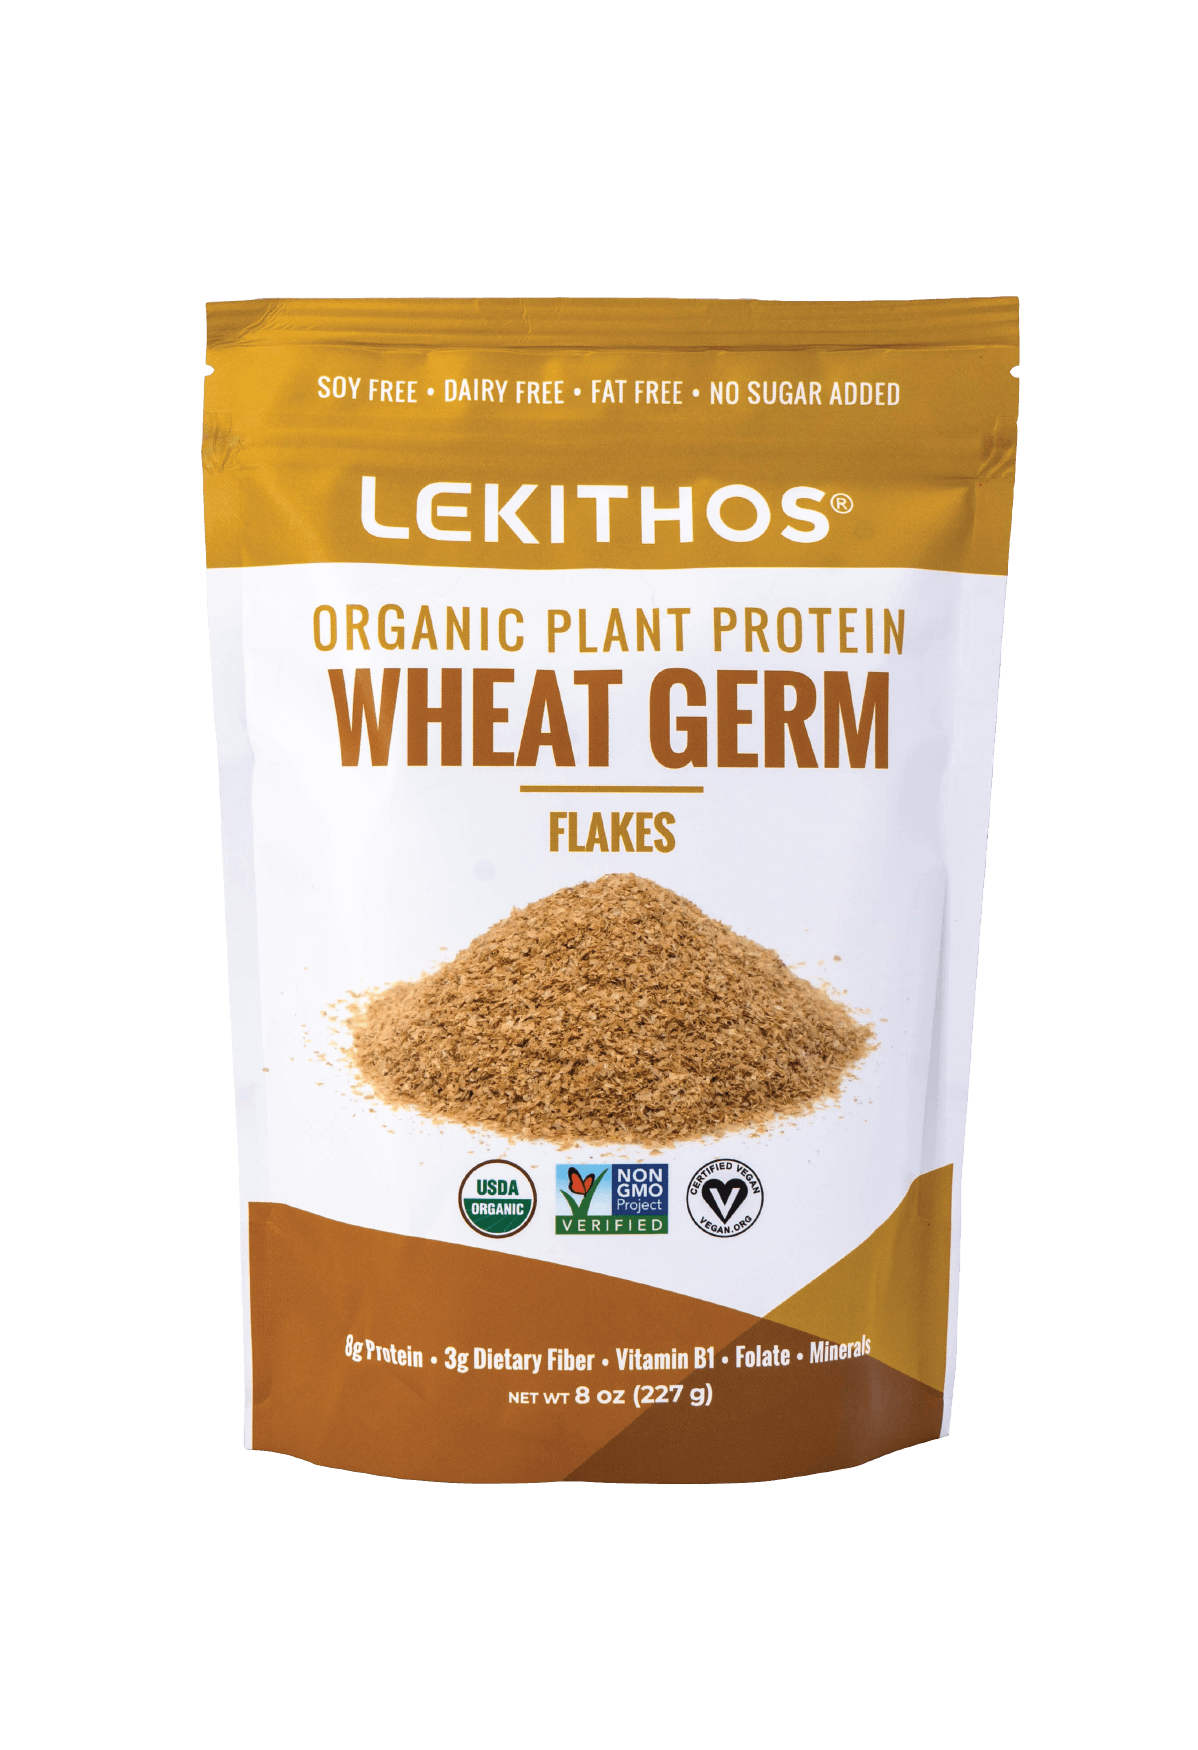 SOY FREE • DAIRY FREE • FAT FREE • NO SUGAR ADDED
LEKITHOS®
ORGANIC PLANT PROTEIN
WHEAT GERM
FLAKES
USDA
ORGANIC
NON
GMO
Project
VERIFIED
CERTIFIED VEGAN
V
VEGAN.ORG
8g Protein • 3g Dietary Fiber • Vitamin B1 • Folate • Minerals
NET WT 8 oz (227 g)